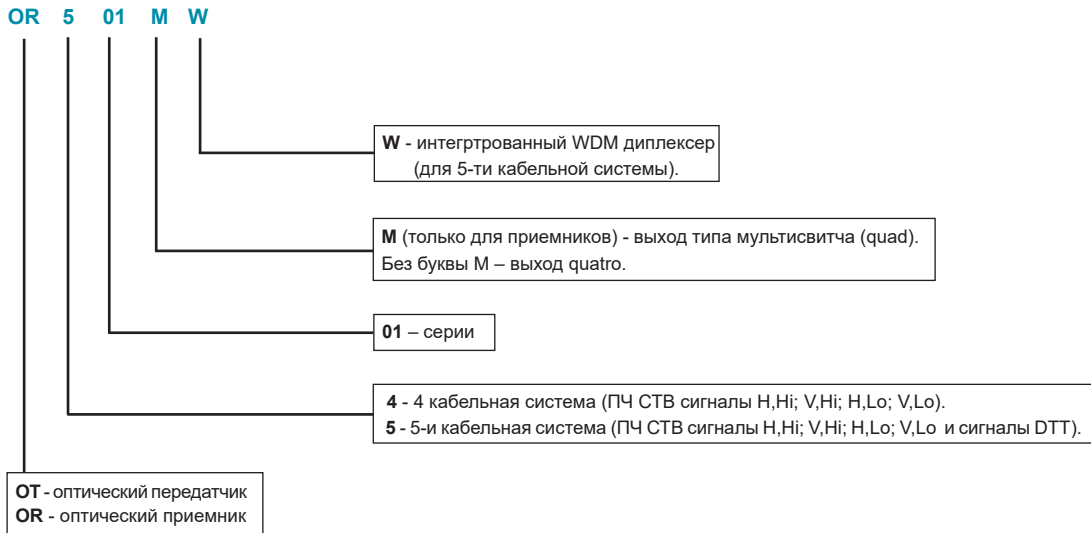 OR 5 01 M W
W - интегртрованный WDM диплексер
(для 5-ти кабельной системы).
M (только для приемников) - выход типа мультисвитча (quad).
Без буквы M – выход quatro.
01 – серии
4 - 4 кабельная система (ПЧ СТВ сигналы H,Hi; V,Hi; H,Lo; V,Lo).
5 - 5-и кабельная система (ПЧ СТВ сигналы H,Hi; V,Hi; H,Lo; V,Lo и сигналы DTT).
OT - оптический передатчик
OR - оптический приемник